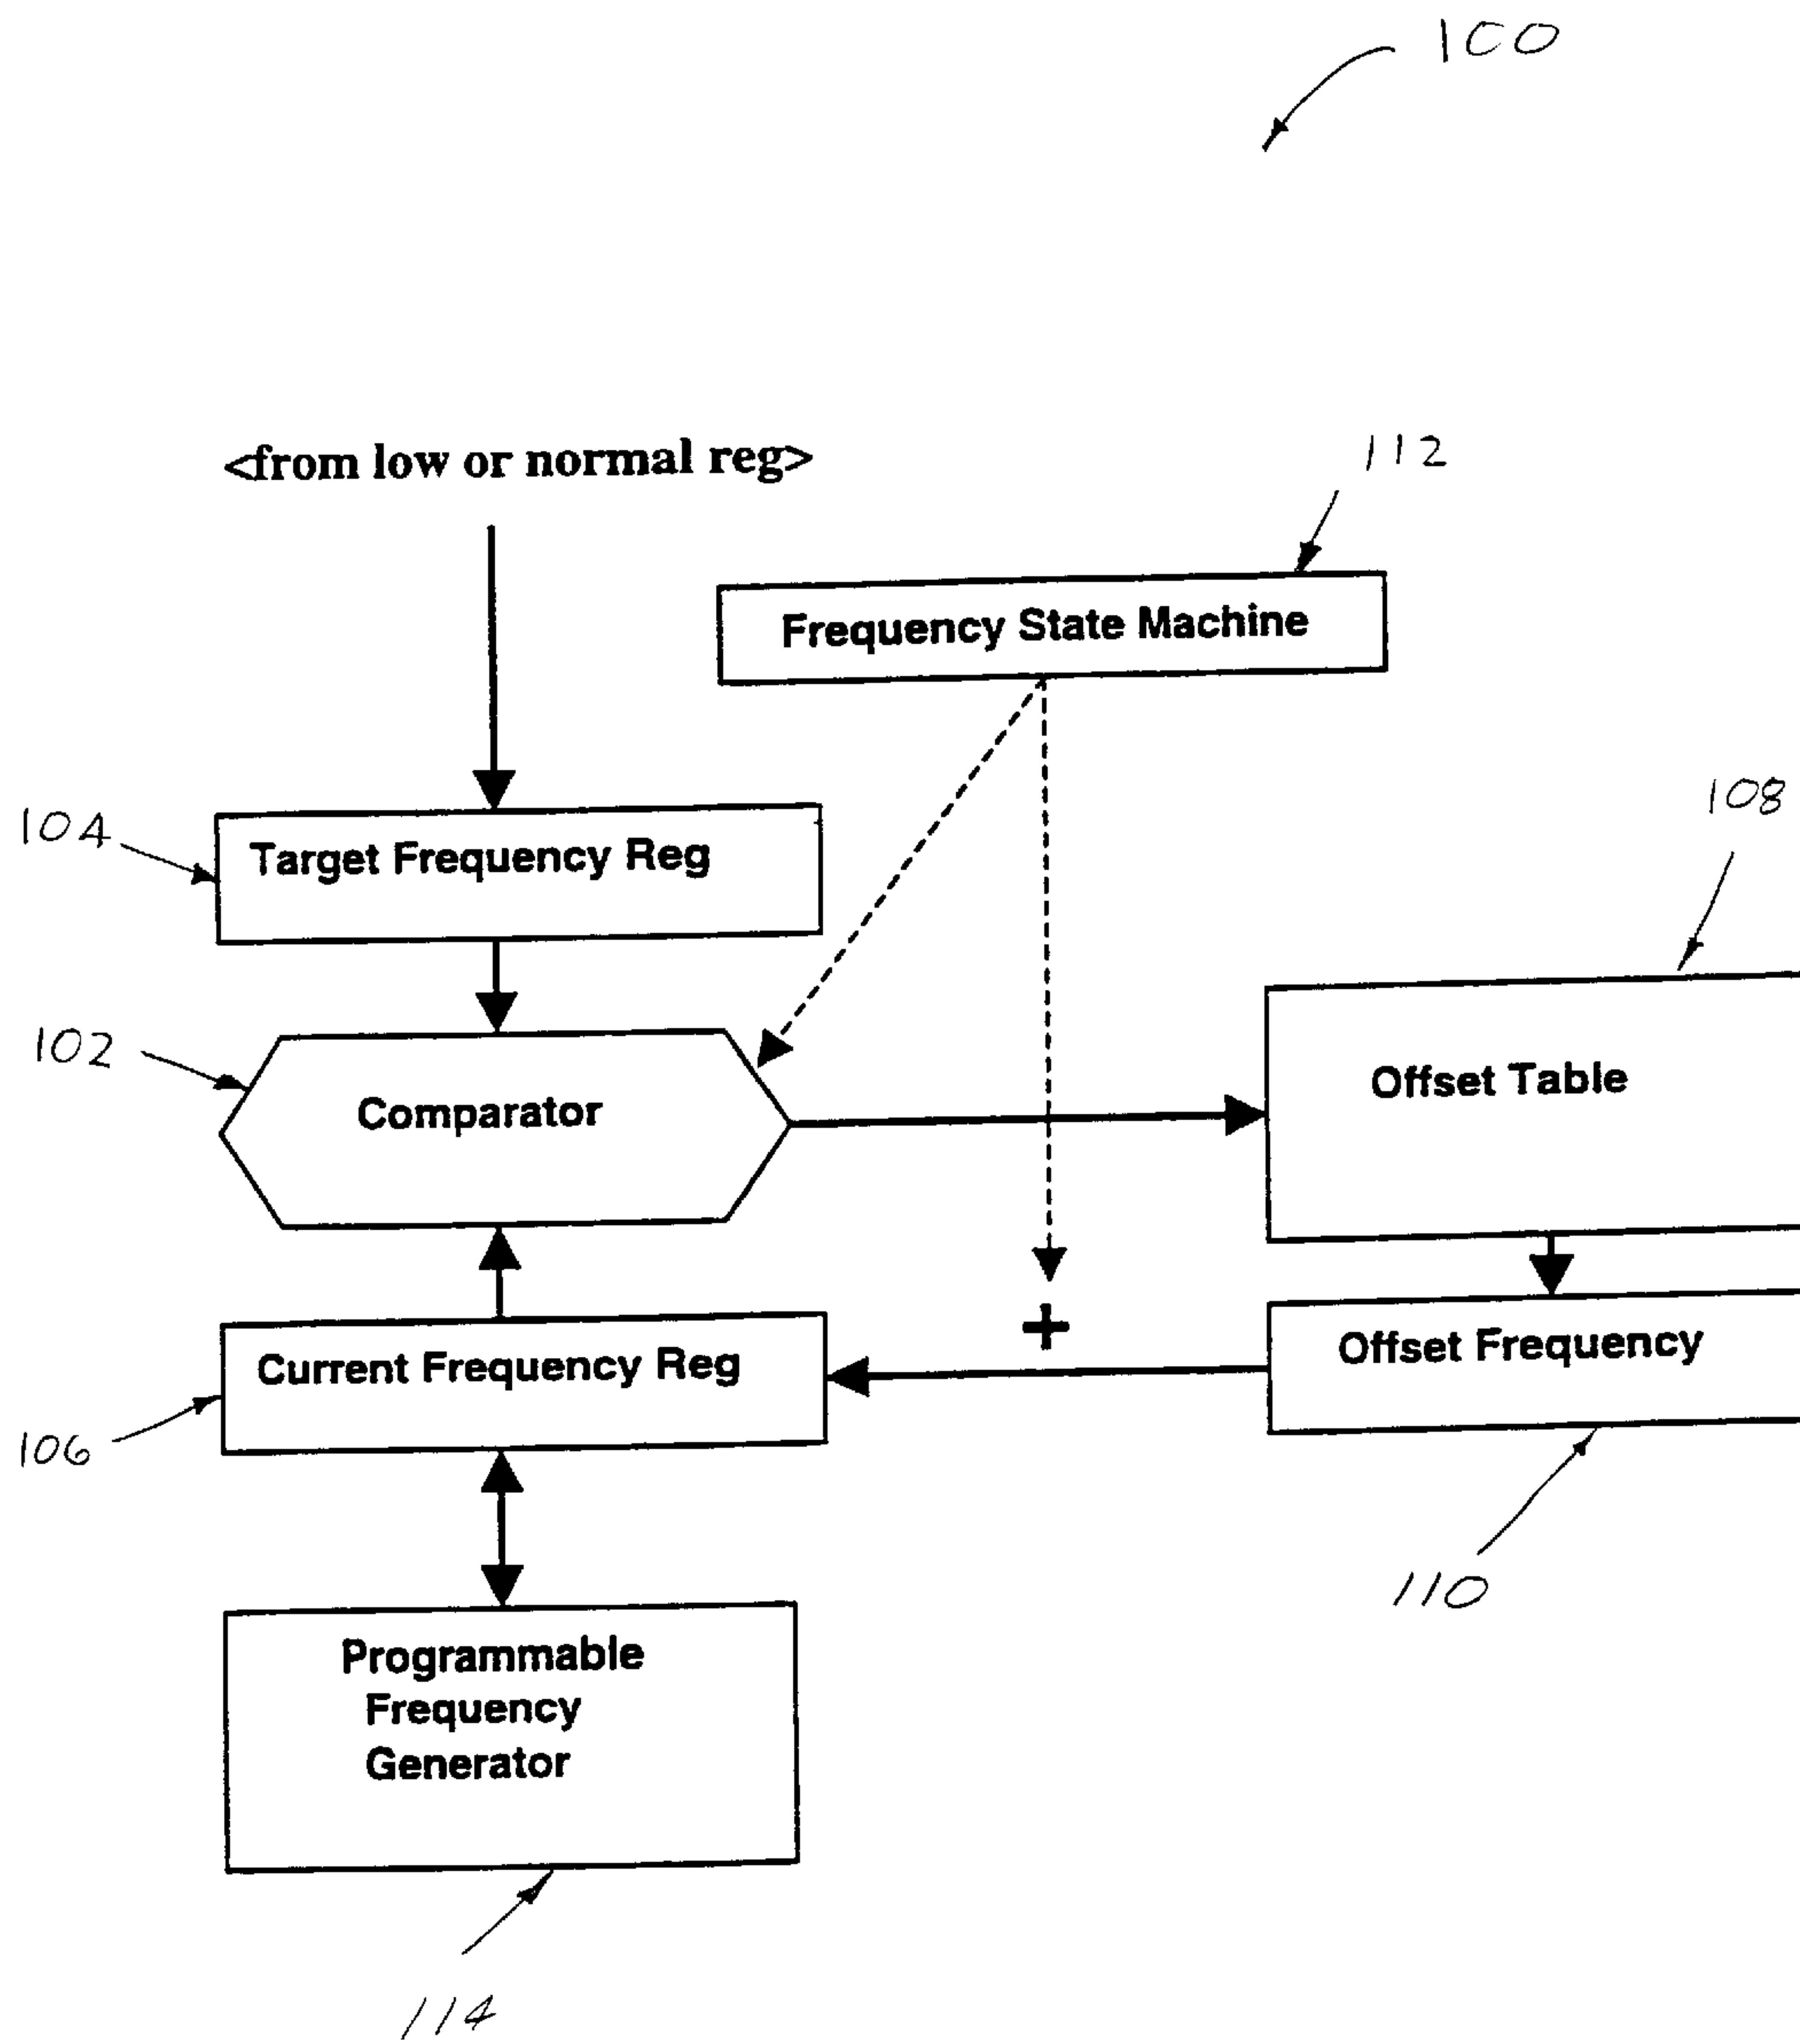 100
<from low or normal reg>
112
Frequency State Machine
104
Target Frequency Reg
108
102
Comparator
Offset Table
+
Current Frequency Reg
Offset Frequency
106
110
Programmable
Frequency
Generator
114